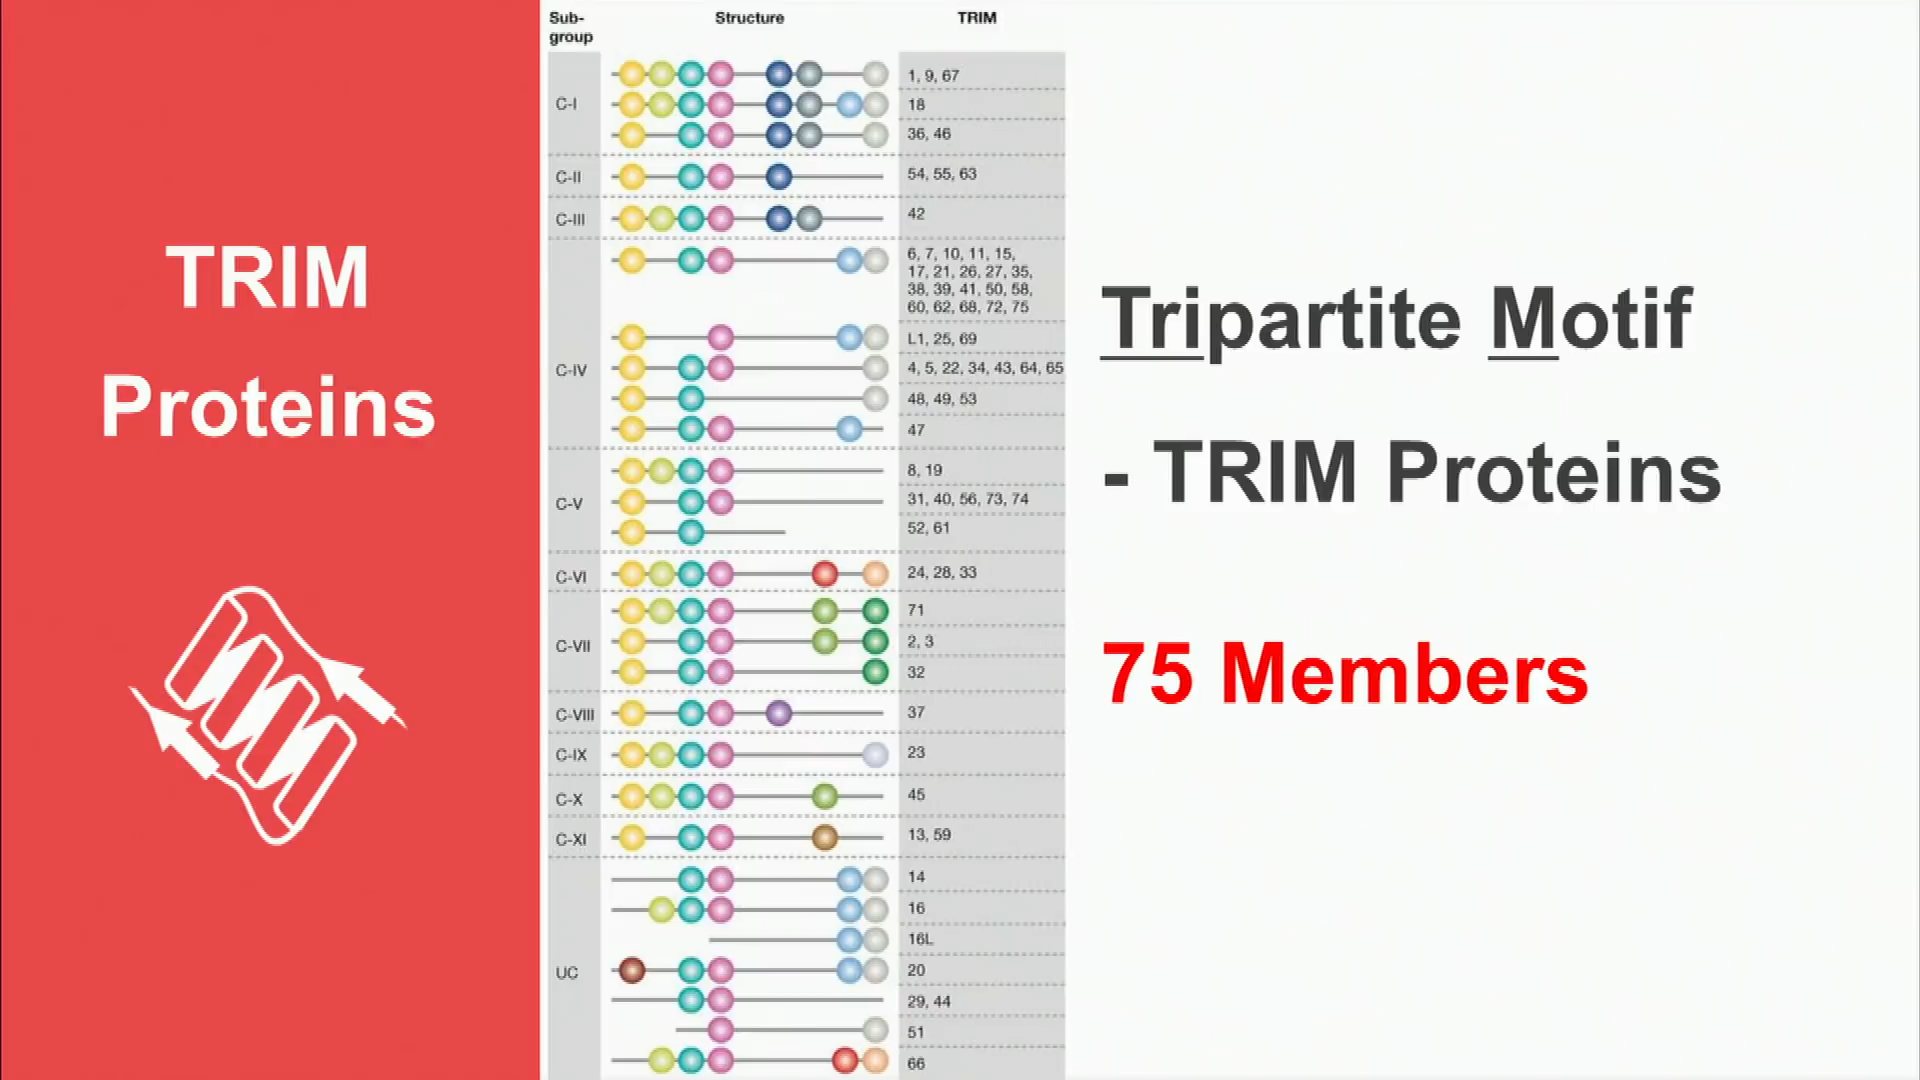 TRIM
Proteins
Sub-
group
Structure
TRIM
C-I
1, 9, 67
18
36, 46
C-II
54, 55, 63
C-III
42
C-IV
6, 7, 10, 11, 15,
17, 21, 26, 27, 35,
38, 39, 41, 50, 58,
60, 62, 68, 72, 75
L1, 25, 69
4, 5, 22, 34, 43, 64, 65
48, 49, 53
47
C-V
8, 19
31, 40, 56, 73, 74
52, 61
C-VI
24, 28, 33
C-VII
71
2, 3
32
C-VIII
37
C-IX
23
C-X
45
C-XI
13, 59
UC
14
16
16L
20
29, 44
51
66
Tripartite Motif
- TRIM Proteins
75 Members